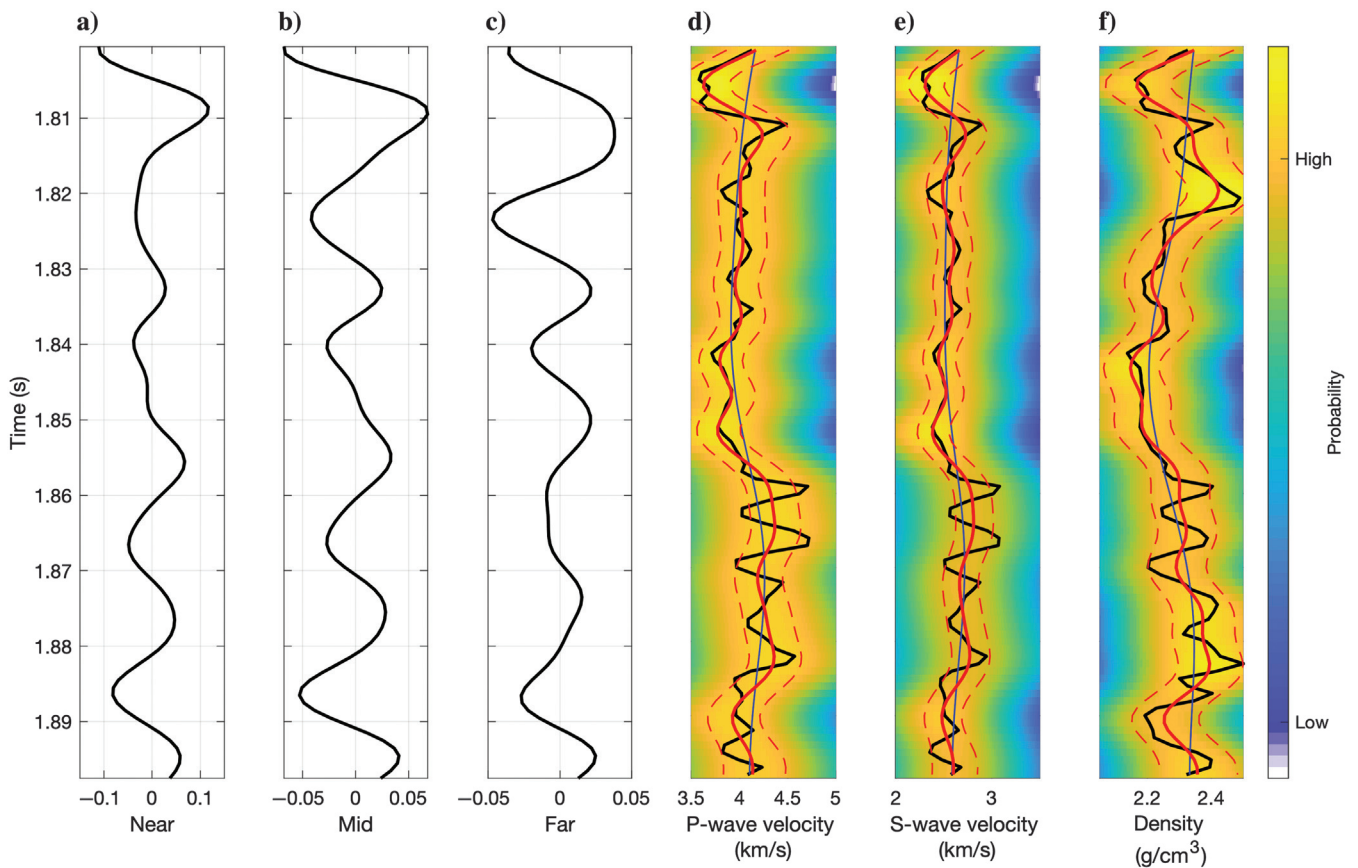 a) b) c) d) e) f)
1.81
1.82
1.83
1.84
1.85
1.86
1.87
1.88
1.89
Time (s)
−0.1 0 0.1
Near
−0.05 0 0.05
Mid
−0.05 0 0.05
Far
3.5 4 4.5 5
P-wave velocity
(km/s)
2 3
S-wave velocity
(km/s)
2.2 2.4
Density
(g/cm³)
High
Low
Probability